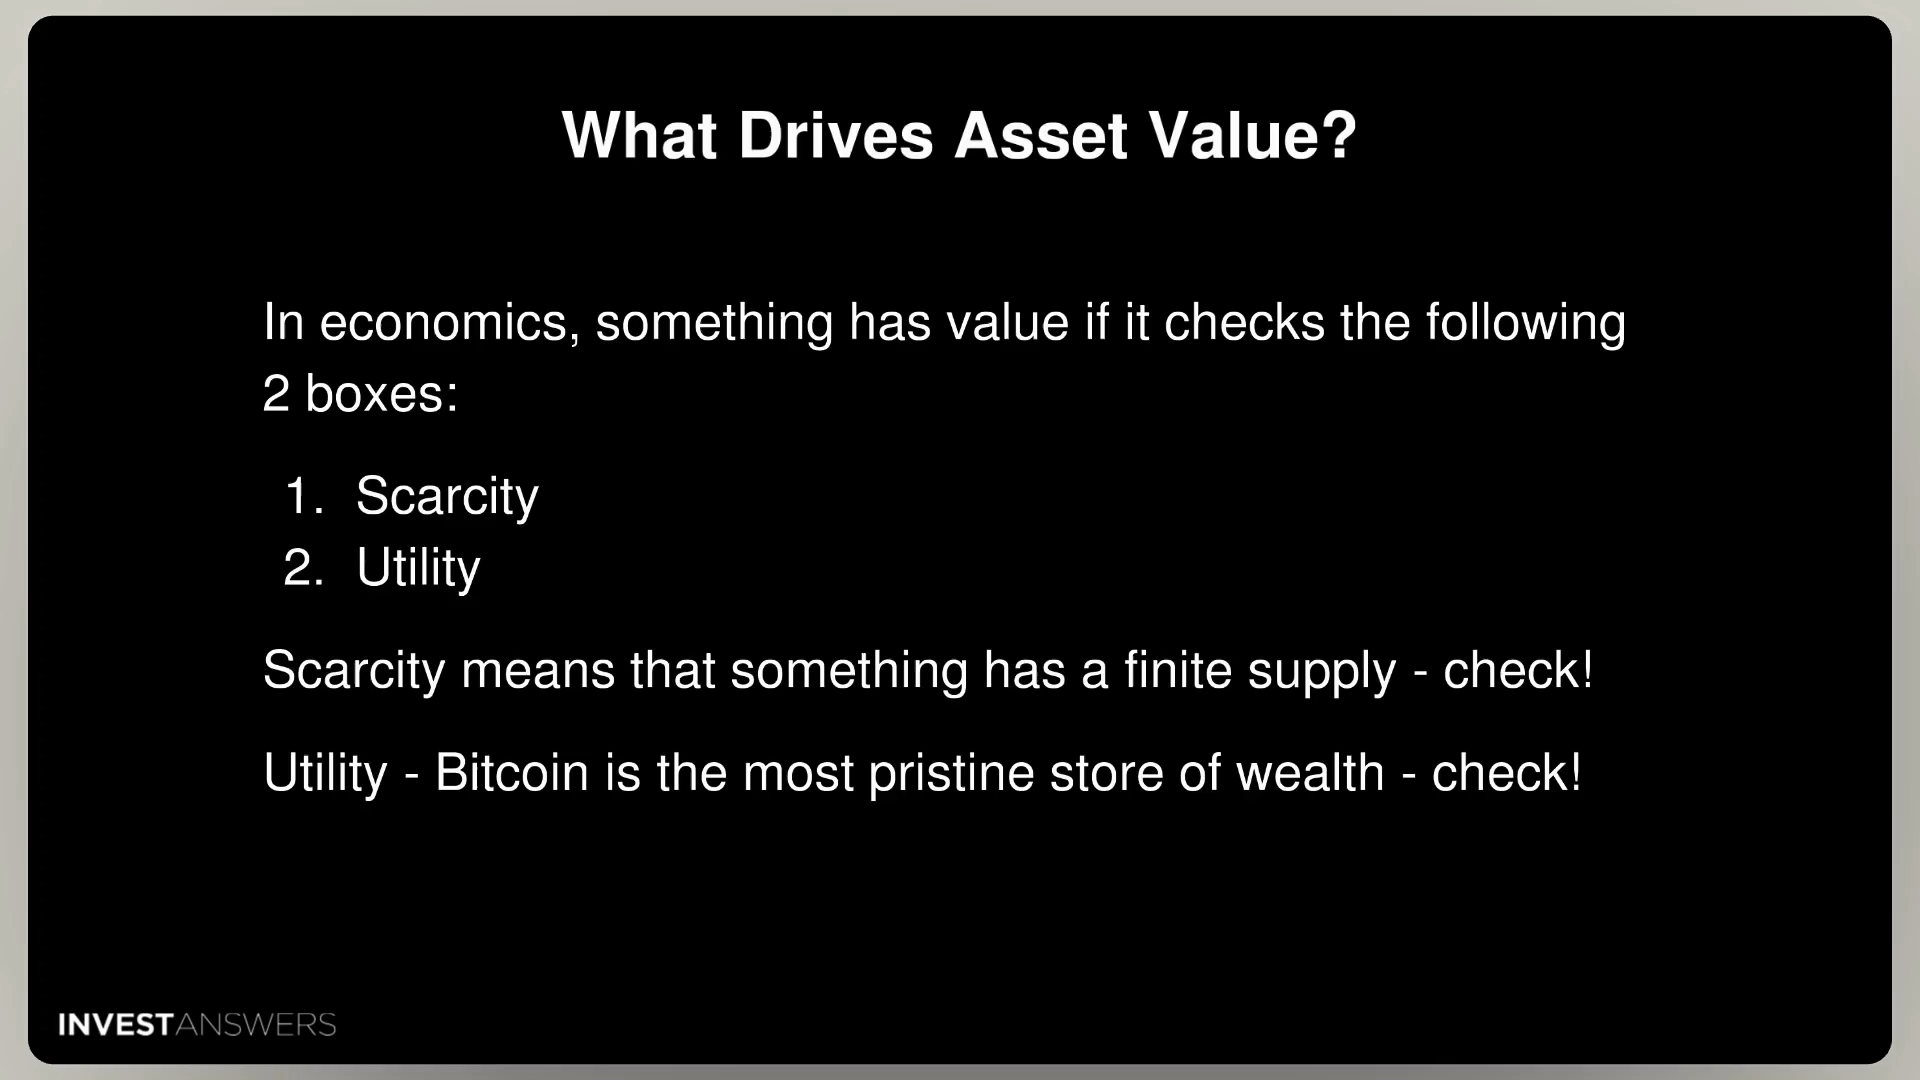 What Drives Asset Value?
In economics, something has value if it checks the following
2 boxes:
1. Scarcity
2. Utility
Scarcity means that something has a finite supply - check!
Utility - Bitcoin is the most pristine store of wealth - check!
INVESTANSWERS